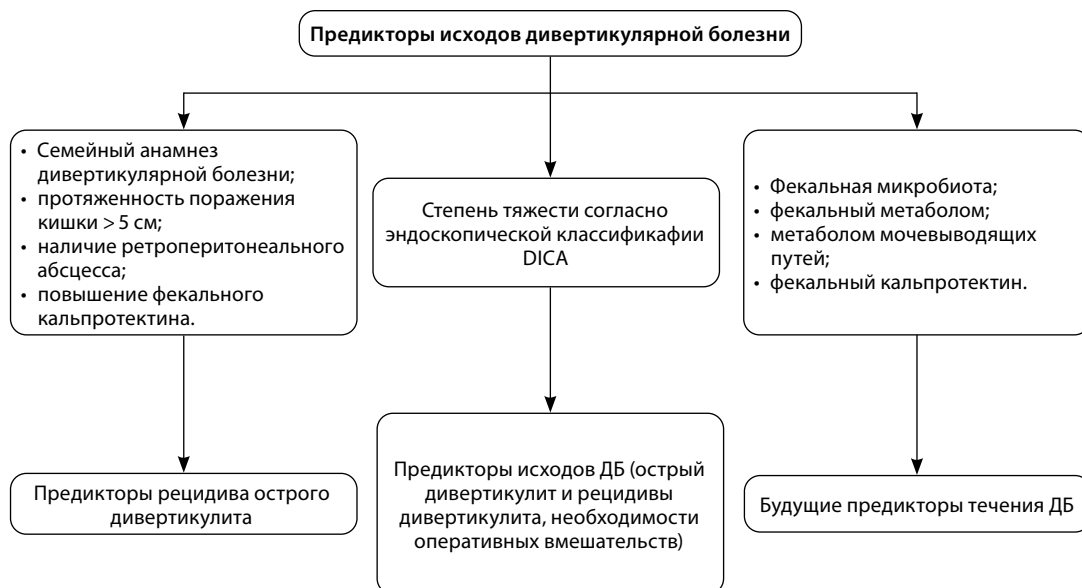 Предикторы исходов дивертикулярной болезни
• Семейный анамнез
дивертикулярной болезни;
• протяженность поражения
кишки > 5 см;
• наличие ретроперитонеального
абсцесса;
• повышение фекального
кальпротектина.
Степень тяжести согласно
эндоскопической классификафии
DICA
• Фекальная микробиота;
• фекальный метаболом;
• метаболом мочевыводящих
путей;
• фекальный кальпротектин.
Предикторы рецидива острого
дивертикулита
Предикторы исходов ДБ (острый
дивертикулит и рецидивы
дивертикулита, необходимости
оперативных вмешательств)
Будущие предикторы течения ДБ